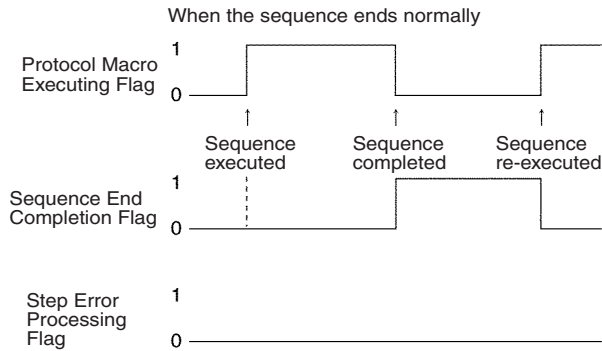 When the sequence ends normally
Protocol Macro
Executing Flag
1
0
Sequence
executed
Sequence
completed
Sequence
re-executed
Sequence End
Completion Flag
1
0
Step Error
Processing
Flag
1
0